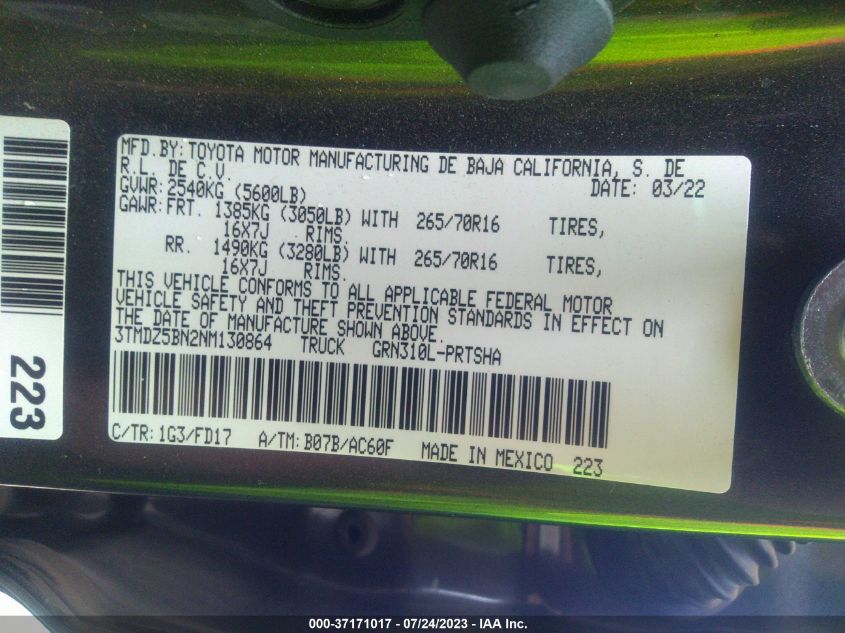 MFD.BY: TOYOTA MOTOR MANUFACTURING DE BAJA CALIFORNIA, S. DE
R.L. DE C.V. DATE: 03/22
GVWR: 2540KG (5600LB)
GAWR: FRT. 1385KG (3050LB) WITH 265/70R16 TIRES,
16X7J RIMS.
RR. 1490KG (3280LB) WITH 265/70R16 TIRES,
16X7J RIMS.
THIS VEHICLE CONFORMS TO ALL APPLICABLE FEDERAL MOTOR
VEHICLE SAFETY AND THEFT PREVENTION STANDARDS IN EFFECT ON
THE DATE OF MANUFACTURE SHOWN ABOVE.
3TMDZ5BN2NM130864 TRUCK GRN310L-PRTSHA
C/TR: 1G3/FD17 A/TM: B07B/AC60F MADE IN MEXICO 223
223
000-37171017 - 07/24/2023 - IAA Inc.